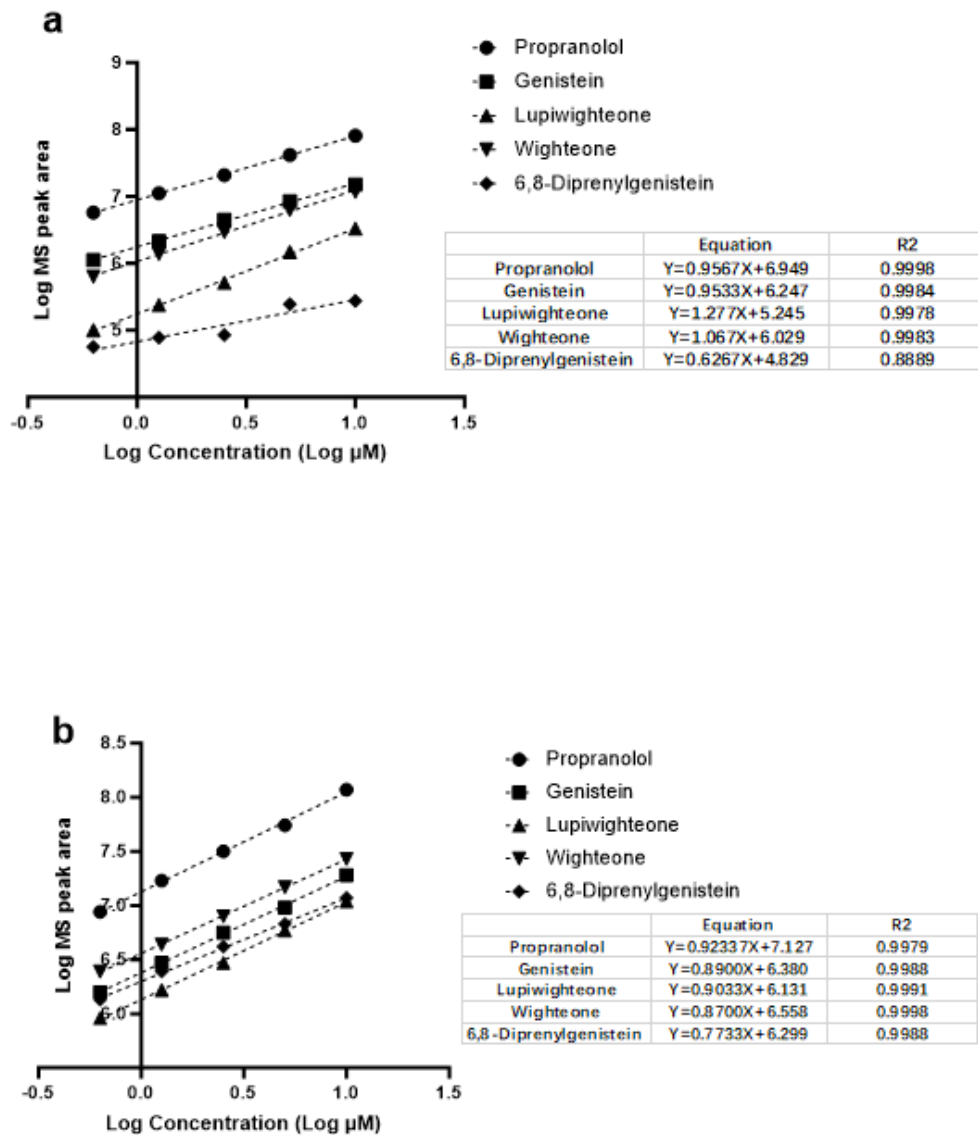 a
Propranolol
Genistein
Lupiwighteone
Wighteone
6,8-Diprenylgenistein
9
8
7
6
5
Log MS peak area
-0.5 0.0 0.5 1.0 1.5
Log Concentration (Log µM)
Equation R2
Propranolol Y=0.9567X+6.949 0.9998
Genistein Y=0.9533X+6.247 0.9984
Lupiwighteone Y=1.277X+5.245 0.9978
Wighteone Y=1.067X+6.029 0.9983
6,8-Diprenylgenistein Y=0.6267X+4.829 0.8889
b
Propranolol
Genistein
Lupiwighteone
Wighteone
6,8-Diprenylgenistein
8.5
8.0
7.5
7.0
6.5
6.0
Log MS peak area
-0.5 0.0 0.5 1.0 1.5
Log Concentration (Log µM)
Equation R2
Propranolol Y=0.92337X+7.127 0.9979
Genistein Y=0.8900X+6.380 0.9988
Lupiwighteone Y=0.9033X+6.131 0.9991
Wighteone Y=0.8700X+6.558 0.9998
6,8-Diprenylgenistein Y=0.7733X+6.299 0.9988